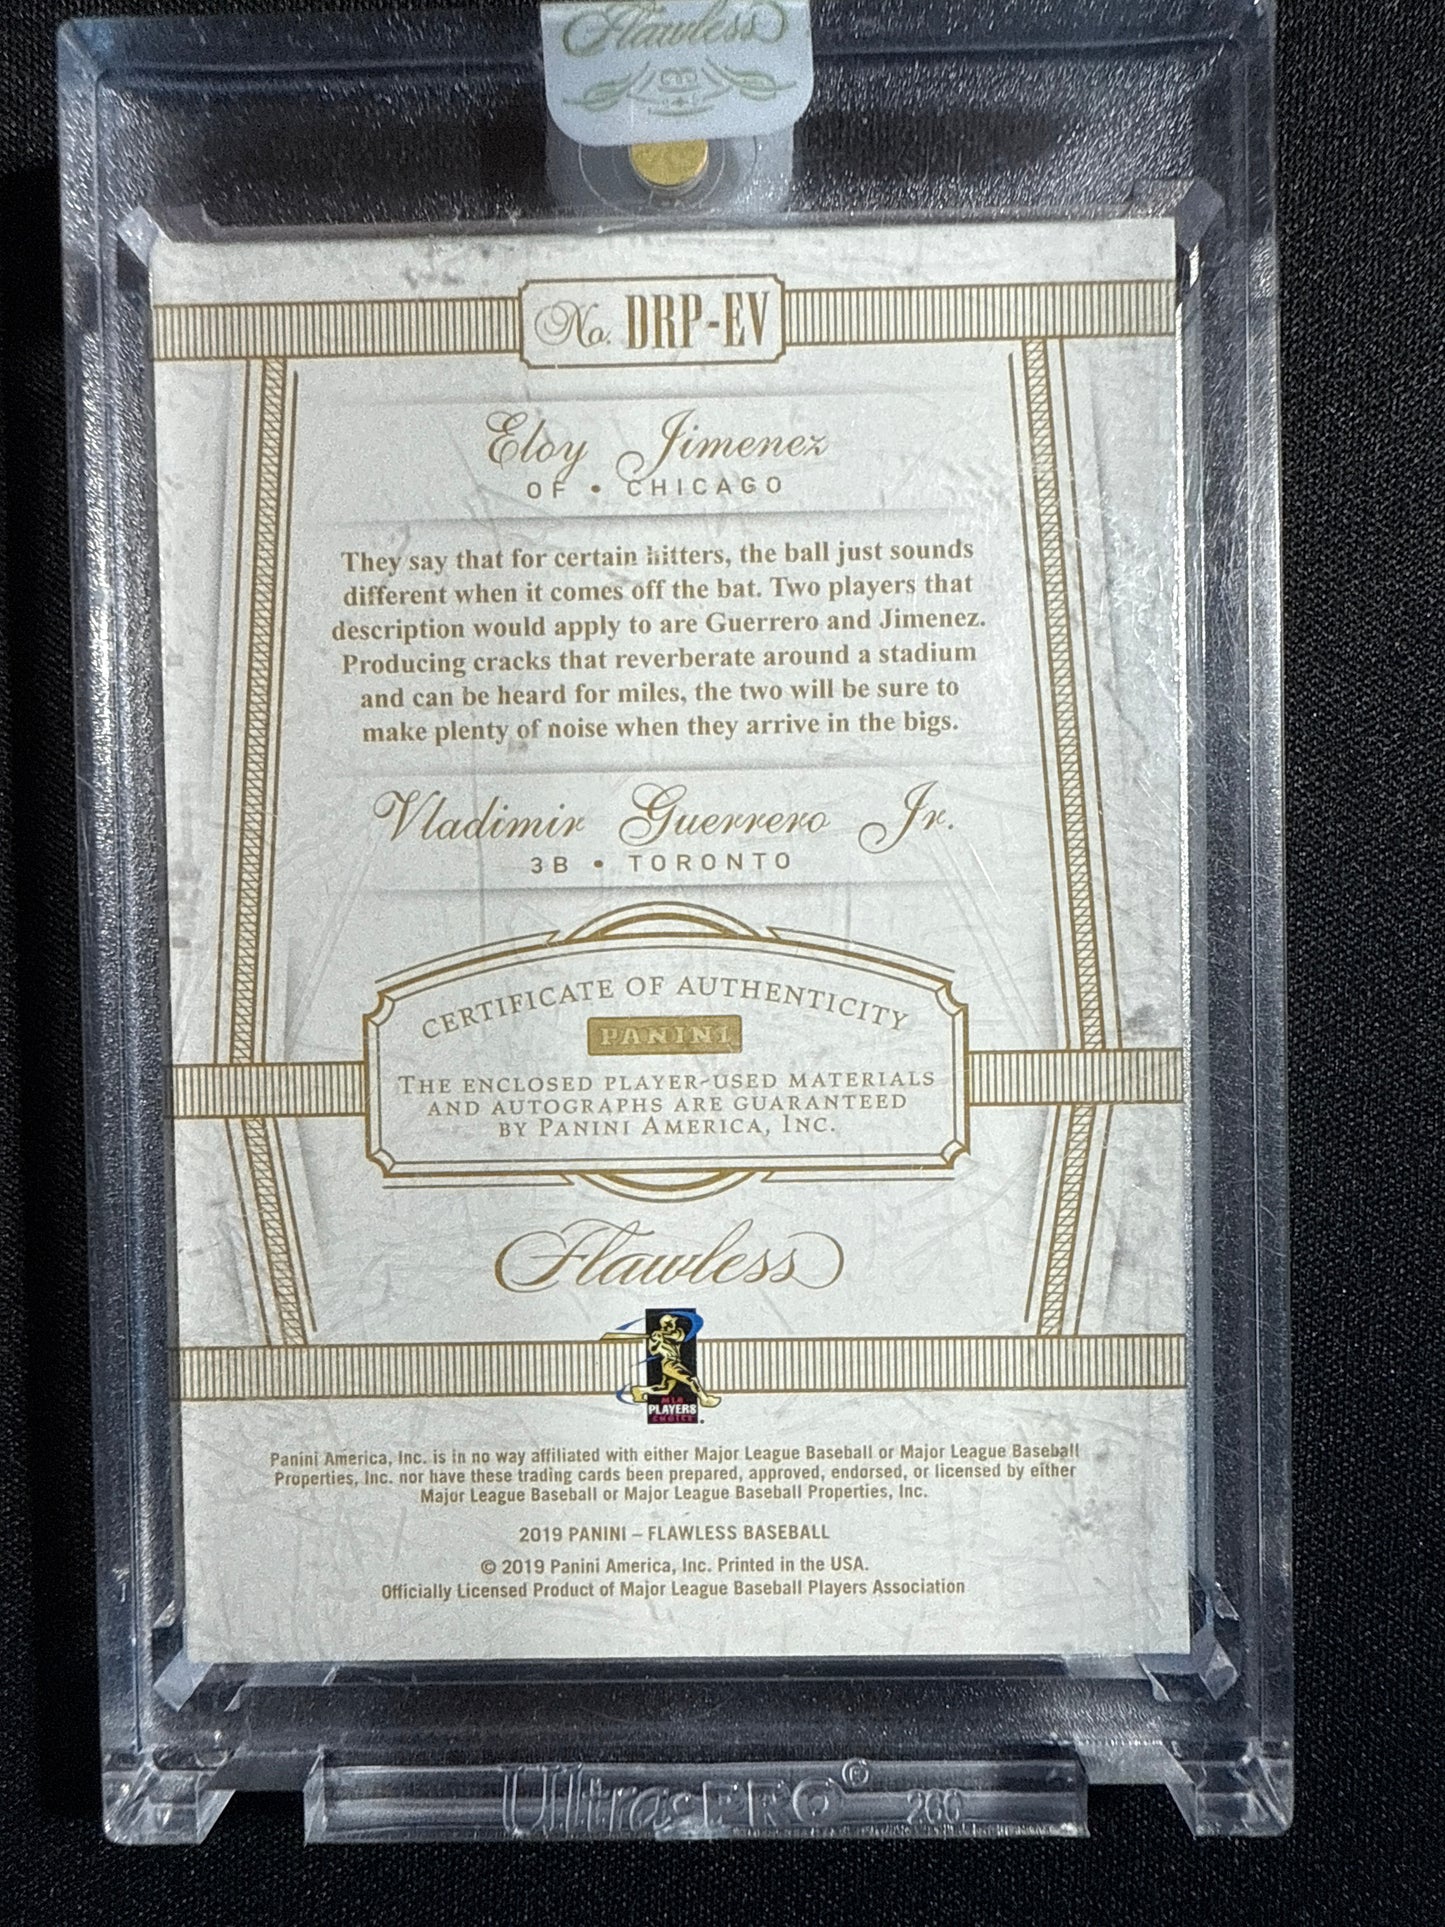 Flawless
No. DRP-EV
Eloy Jimenez
OF • CHICAGO
They say that for certain hitters, the ball just sounds
different when it comes off the bat. Two players that
description would apply to are Guerrero and Jimenez.
Producing cracks that reverberate around a stadium
and can be heard for miles, the two will be sure to
make plenty of noise when they arrive in the bigs.
Vladimir Guerrero Jr.
3B • TORONTO
CERTIFICATE OF AUTHENTICITY
PANINI
THE ENCLOSED PLAYER-USED MATERIALS
AND AUTOGRAPHS ARE GUARANTEED
BY PANINI AMERICA, INC.
Flawless
MLB
PLAYERS
CHOICE
Panini America, Inc. is in no way affiliated with either Major League Baseball or Major League Baseball
Properties, Inc. nor have these trading cards been prepared, approved, endorsed, or licensed by either
Major League Baseball or Major League Baseball Properties, Inc.
2019 PANINI – FLAWLESS BASEBALL
© 2019 Panini America, Inc. Printed in the USA.
Officially Licensed Product of Major League Baseball Players Association
Ultra PRO®